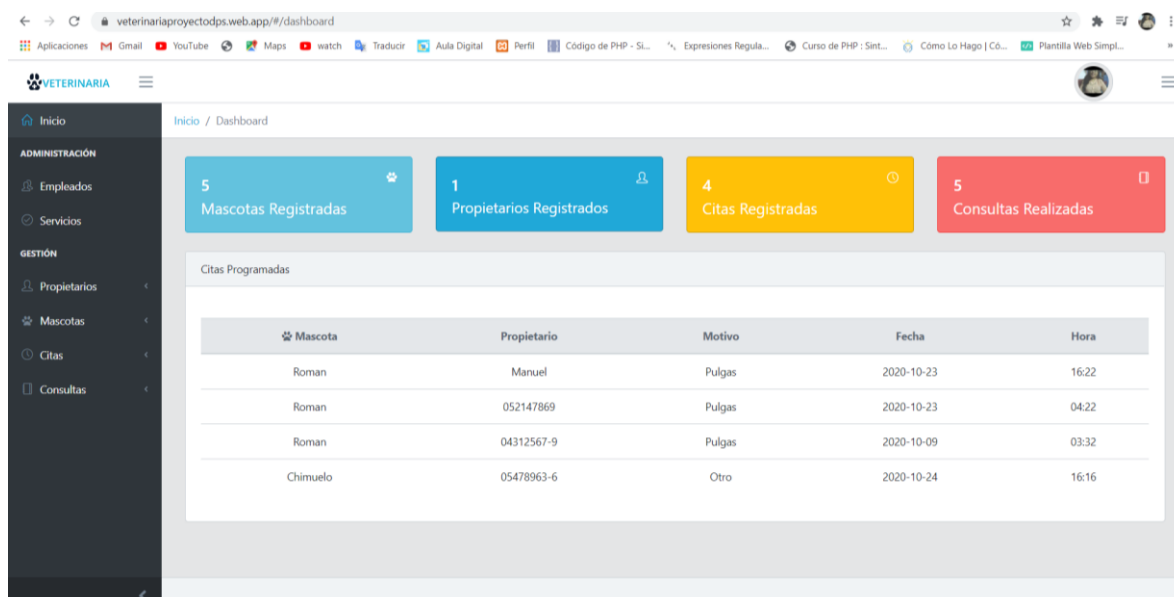 veterinariaproyectodps.web.app/#/dashboard
Aplicaciones Gmail YouTube Maps watch Traducir Aula Digital Perfil Código de PHP - Si... Expresiones Regula... Curso de PHP : Sint... Cómo Lo Hago | Có... Plantilla Web Simpl... »
VETERINARIA
Inicio
Inicio / Dashboard
ADMINISTRACIÓN
Empleados
Servicios
GESTIÓN
Propietarios
Mascotas
Citas
Consultas
5
Mascotas Registradas
1
Propietarios Registrados
4
Citas Registradas
5
Consultas Realizadas
Citas Programadas
Mascota Propietario Motivo Fecha Hora
Roman Manuel Pulgas 2020-10-23 16:22
Roman 052147869 Pulgas 2020-10-23 04:22
Roman 04312567-9 Pulgas 2020-10-09 03:32
Chimuelo 05478963-6 Otro 2020-10-24 16:16